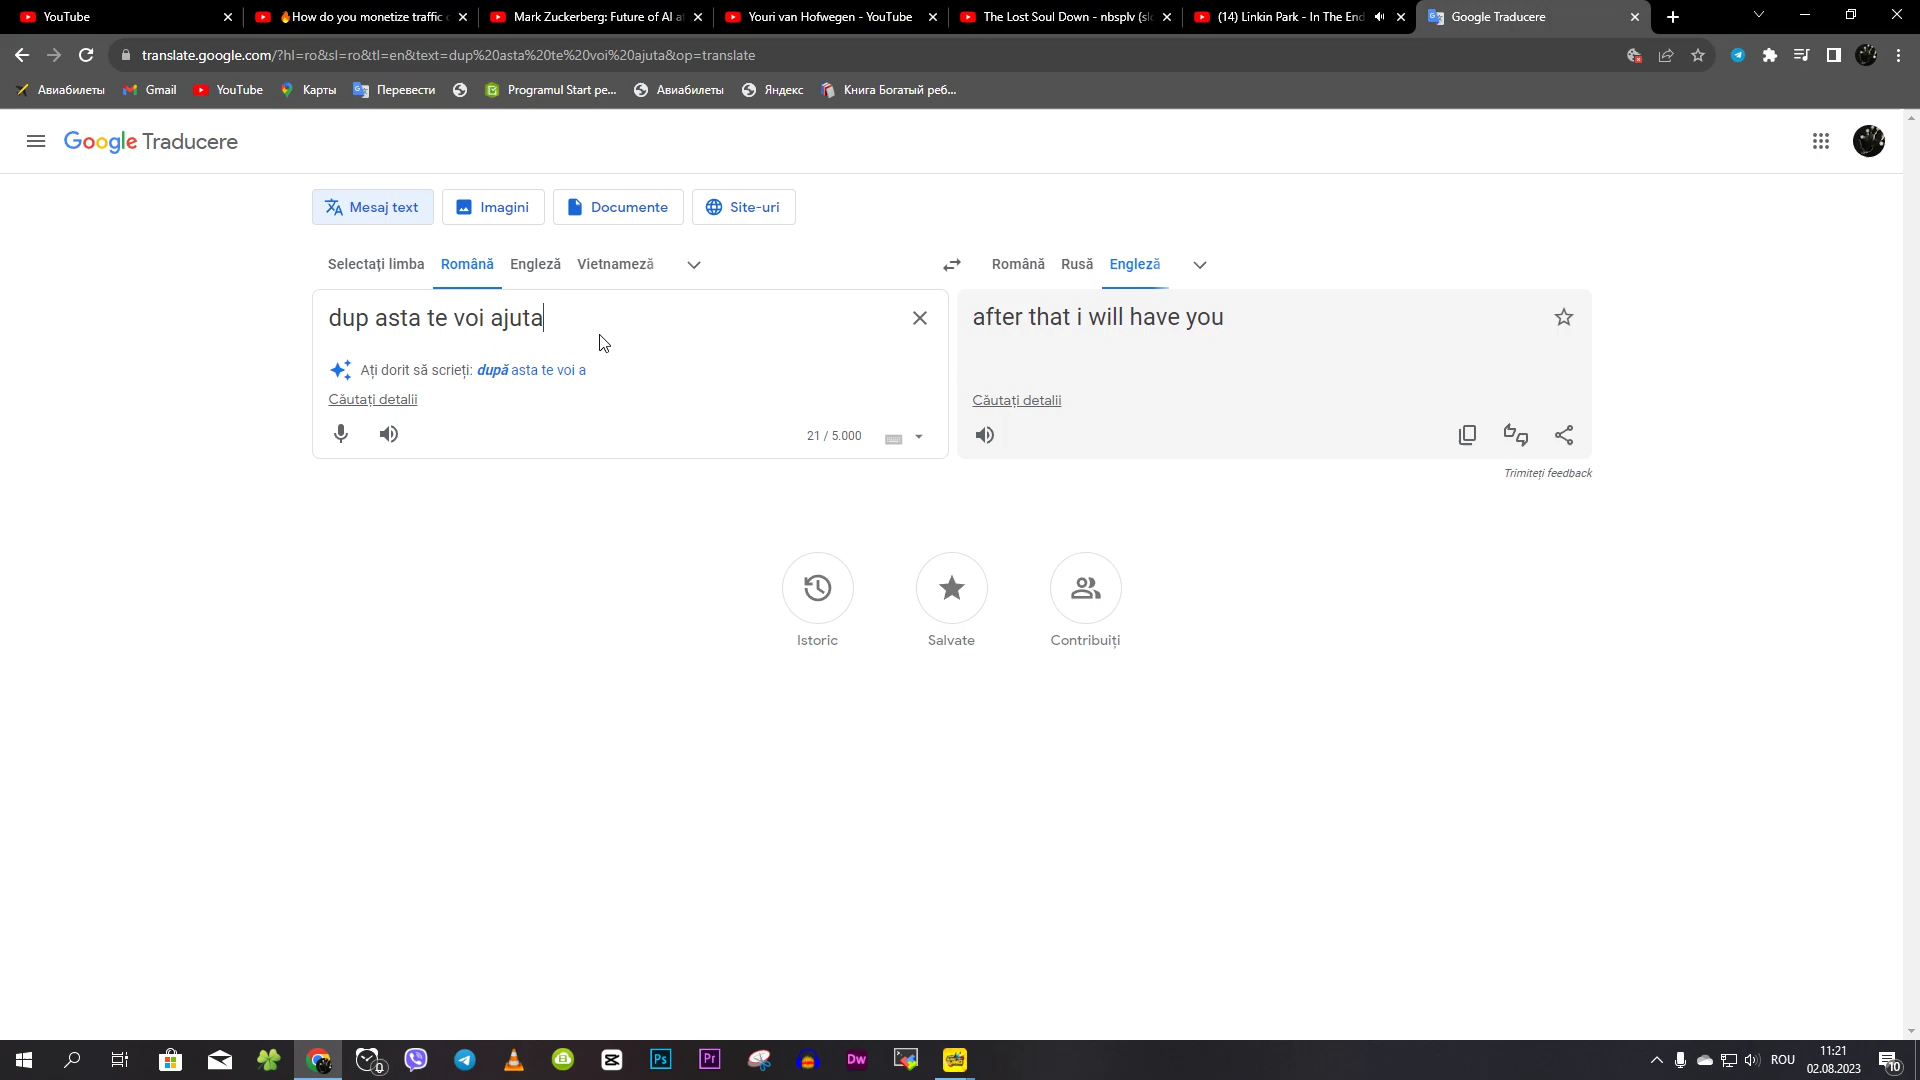 YouTube
🔥How do you monetize traffic
Mark Zuckerberg: Future of AI a
Youri van Hofwegen - YouTube
The Lost Soul Down - nbsplv (sl
(14) Linkin Park - In The End
Google Traducere
translate.google.com/?hl=ro&sl=ro&tl=en&text=dup%20asta%20te%20voi%20ajuta&op=translate
Авиабилеты
Gmail
YouTube
Карты
Перевести
Programul Start pe...
Авиабилеты
Яндекс
Книга Богатый реб...
Google Traducere
Mesaj text
Imagini
Documente
Site-uri
Selectați limba
Română
Engleză
Vietnameză
Română
Rusă
Engleză
dup asta te voi ajuta
after that i will have you
Ați dorit să scrieți: după asta te voi a
Căutați detalii
Căutați detalii
21 / 5.000
Trimiteți feedback
Istoric
Salvate
Contribuiți
Ps
Pr
Dw
ROU
11:21
02.08.2023
10